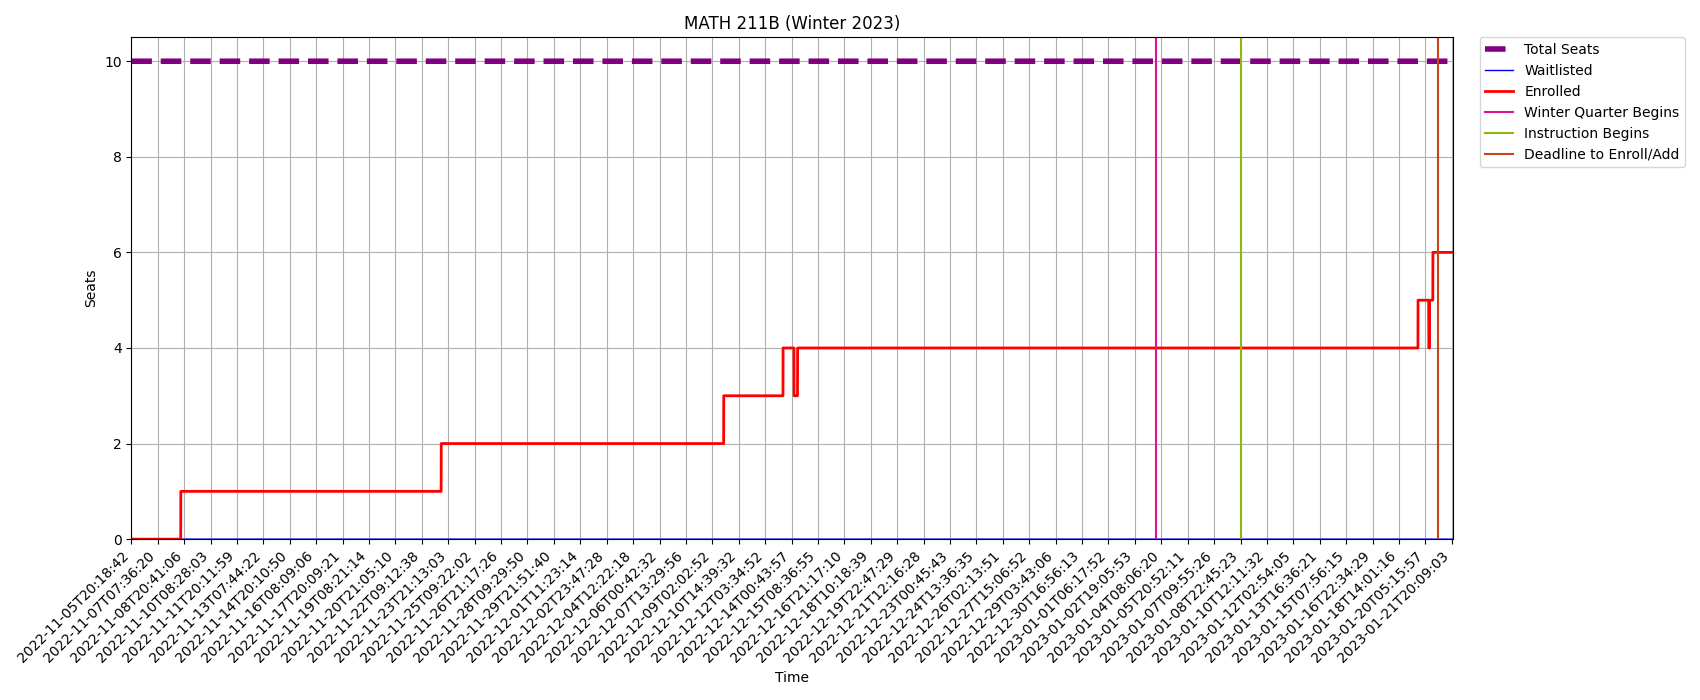 MATH 211B (Winter 2023)
Total Seats
Waitlisted
Enrolled
Winter Quarter Begins
Instruction Begins
Deadline to Enroll/Add
Seats
10
8
6
4
2
0
2022-11-05T20:18:42
2022-11-07T07:36:20
2022-11-08T20:41:06
2022-11-10T08:28:03
2022-11-11T20:11:59
2022-11-13T07:44:22
2022-11-14T20:10:50
2022-11-16T08:09:06
2022-11-17T20:09:21
2022-11-19T08:21:14
2022-11-20T21:05:10
2022-11-22T09:12:38
2022-11-23T21:13:03
2022-11-25T09:22:02
2022-11-26T21:17:26
2022-11-28T09:29:50
2022-11-29T21:51:40
2022-12-01T11:23:14
2022-12-02T23:47:28
2022-12-04T12:22:18
2022-12-06T00:42:32
2022-12-07T13:29:56
2022-12-09T02:02:52
2022-12-10T14:39:32
2022-12-12T03:34:52
2022-12-14T00:43:57
2022-12-15T08:36:55
2022-12-16T21:17:10
2022-12-18T10:18:39
2022-12-19T22:47:29
2022-12-21T12:16:28
2022-12-23T00:45:43
2022-12-24T13:36:35
2022-12-26T02:13:51
2022-12-27T15:06:52
2022-12-29T03:43:06
2022-12-30T16:56:13
2023-01-01T06:17:52
2023-01-02T19:05:53
2023-01-04T08:06:20
2023-01-05T20:52:11
2023-01-07T09:55:26
2023-01-08T22:45:23
2023-01-10T12:11:32
2023-01-12T02:54:05
2023-01-13T16:36:21
2023-01-15T07:56:15
2023-01-16T22:34:29
2023-01-18T14:01:16
2023-01-20T05:15:57
2023-01-21T20:09:03
Time